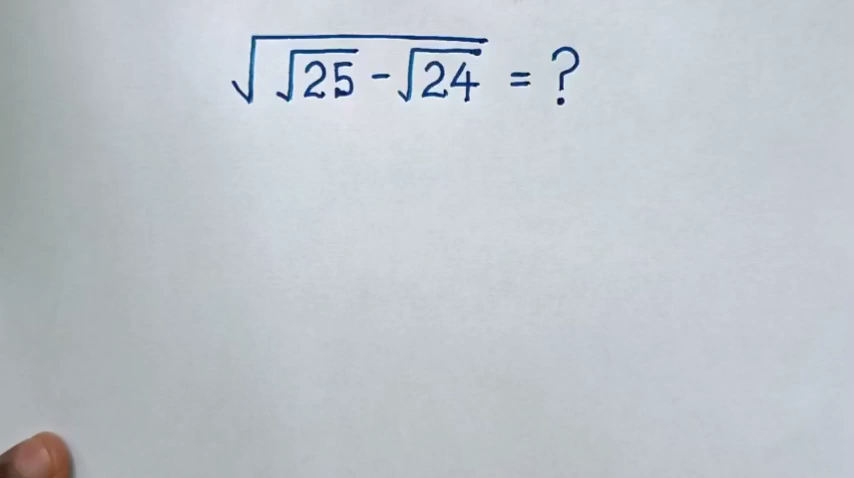 √(√25 - √24) = ?